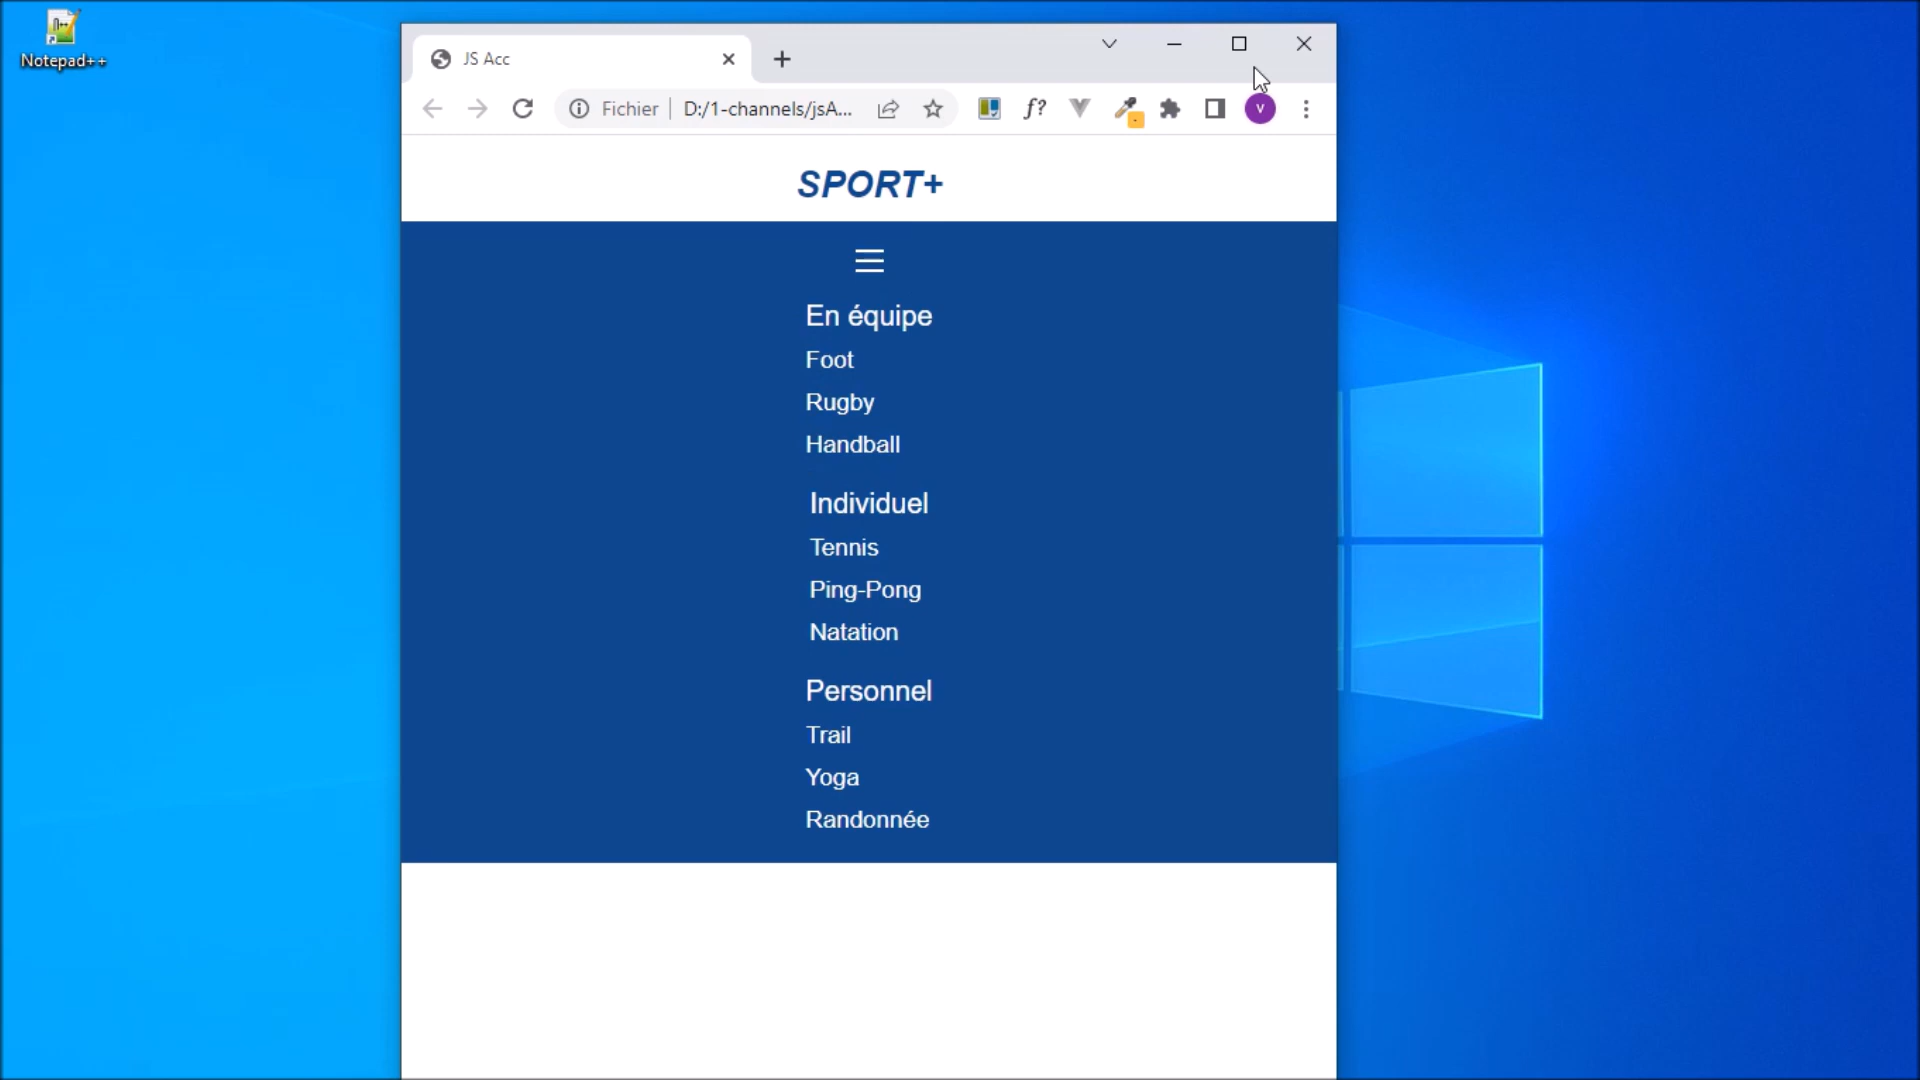 Notepad++
JS Acc
Fichier D:/1-channels/jsA...
V
SPORT+
En équipe
Foot
Rugby
Handball
Individuel
Tennis
Ping-Pong
Natation
Personnel
Trail
Yoga
Randonnée